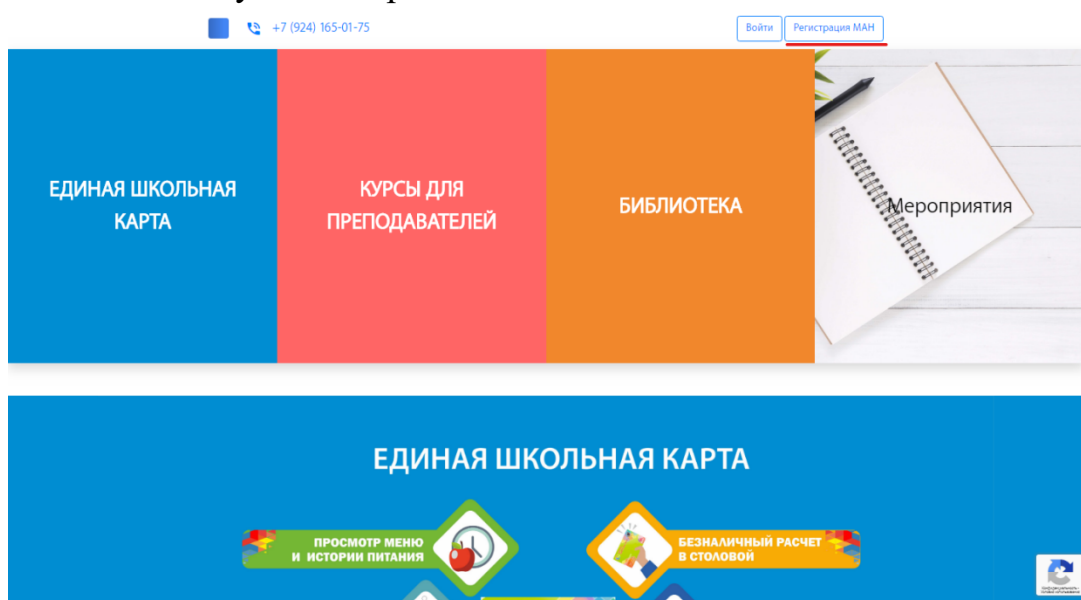 +7 (924) 165-01-75
Войти
Регистрация МАН
ЕДИНАЯ ШКОЛЬНАЯ
КАРТА
КУРСЫ ДЛЯ
ПРЕПОДАВАТЕЛЕЙ
БИБЛИОТЕКА
Мероприятия
ЕДИНАЯ ШКОЛЬНАЯ КАРТА
ПРОСМОТР МЕНЮ
И ИСТОРИИ ПИТАНИЯ
БЕЗНАЛИЧНЫЙ РАСЧЕТ
В СТОЛОВОЙ